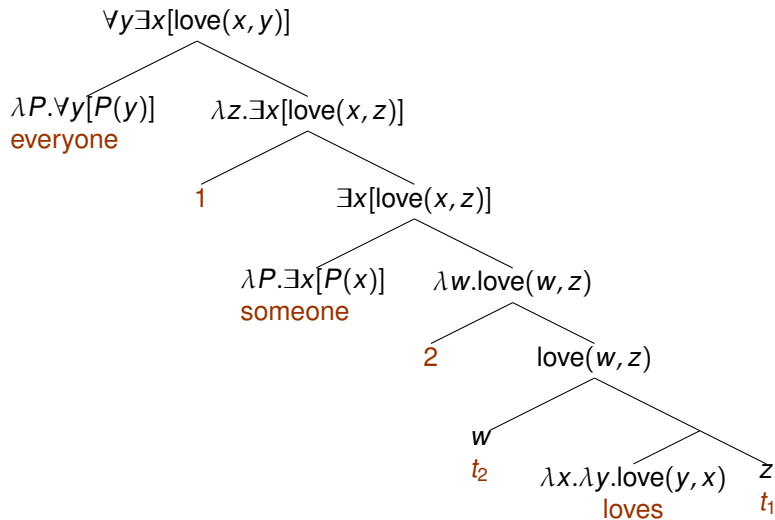 ∀y∃x[love(x, y)]
λP.∀y[P(y)] λz.∃x[love(x, z)]
everyone
1 ∃x[love(x, z)]
λP.∃x[P(x)] λw.love(w, z)
someone
2 love(w, z)
w
t₂ λx.λy.love(y, x) z
loves t₁